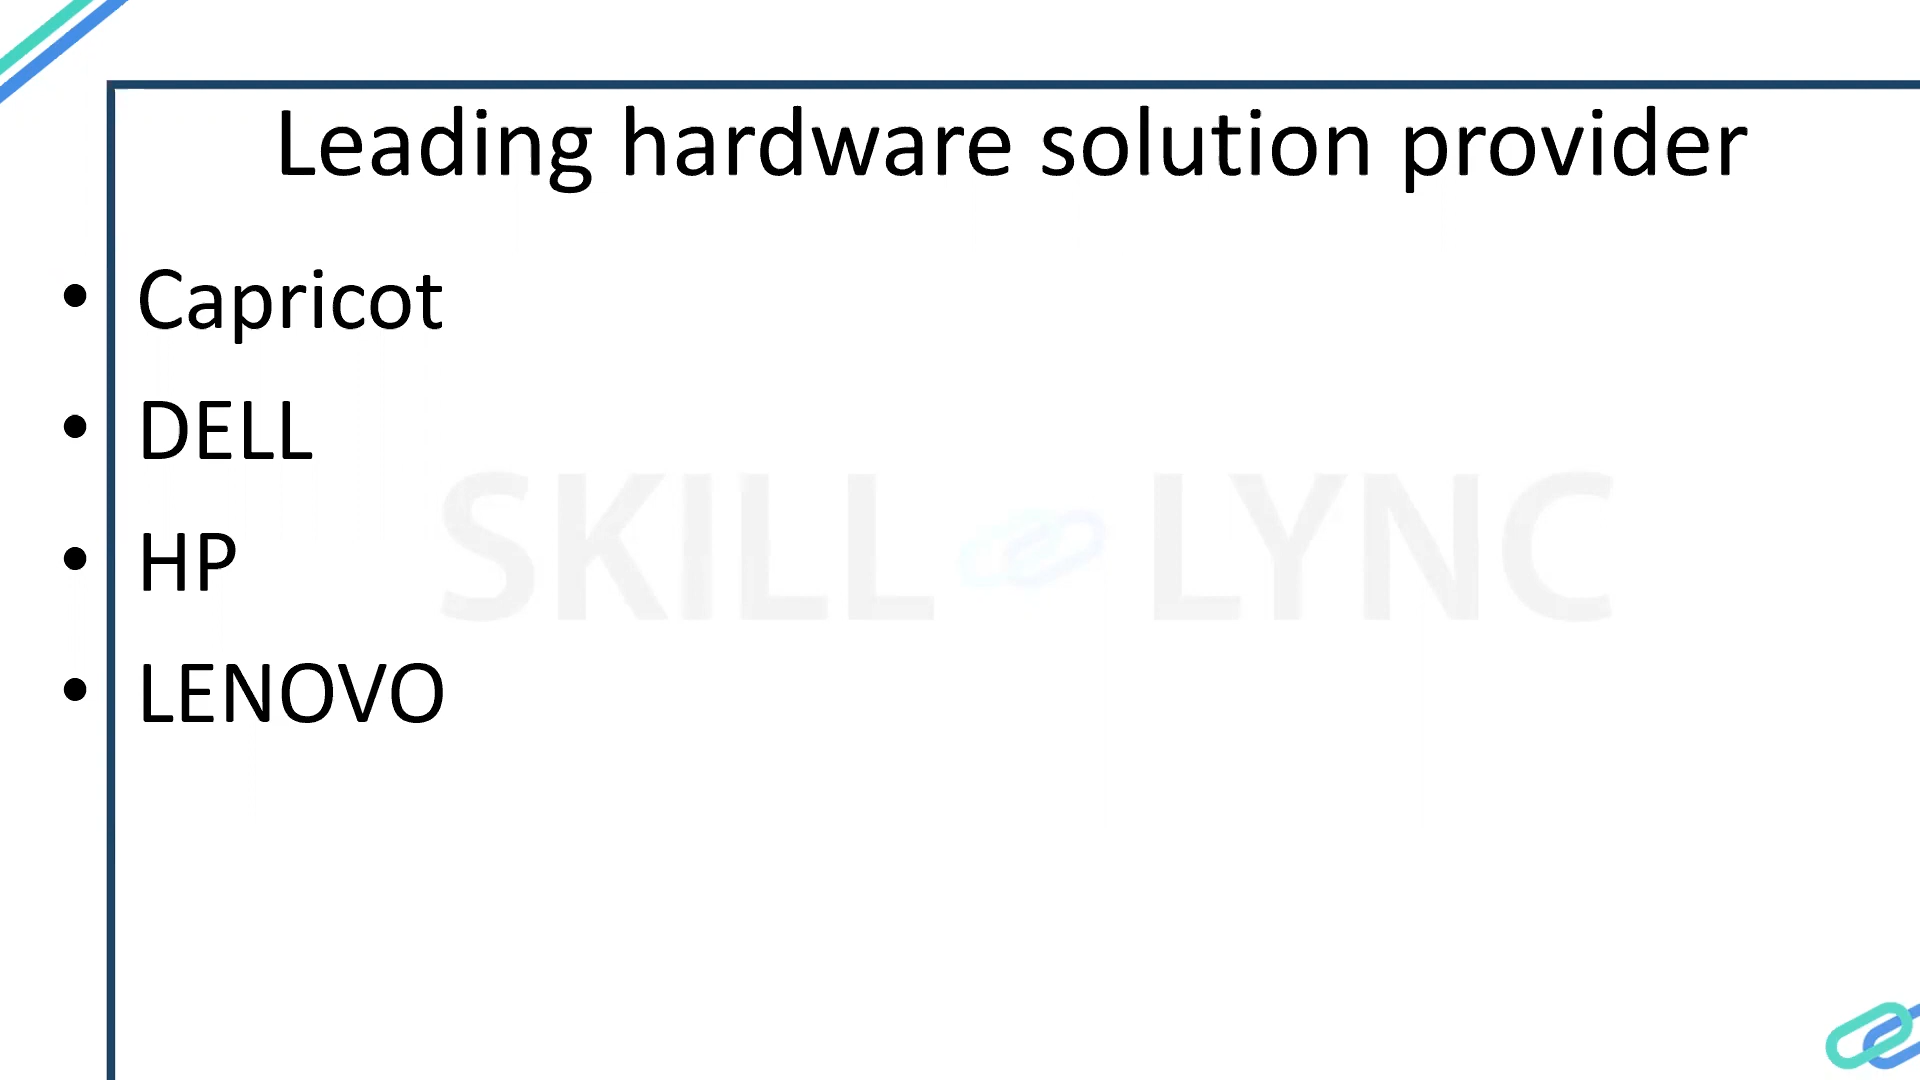 Leading hardware solution provider
• Capricot
• DELL
• HP
• LENOVO
SKILL LYNC